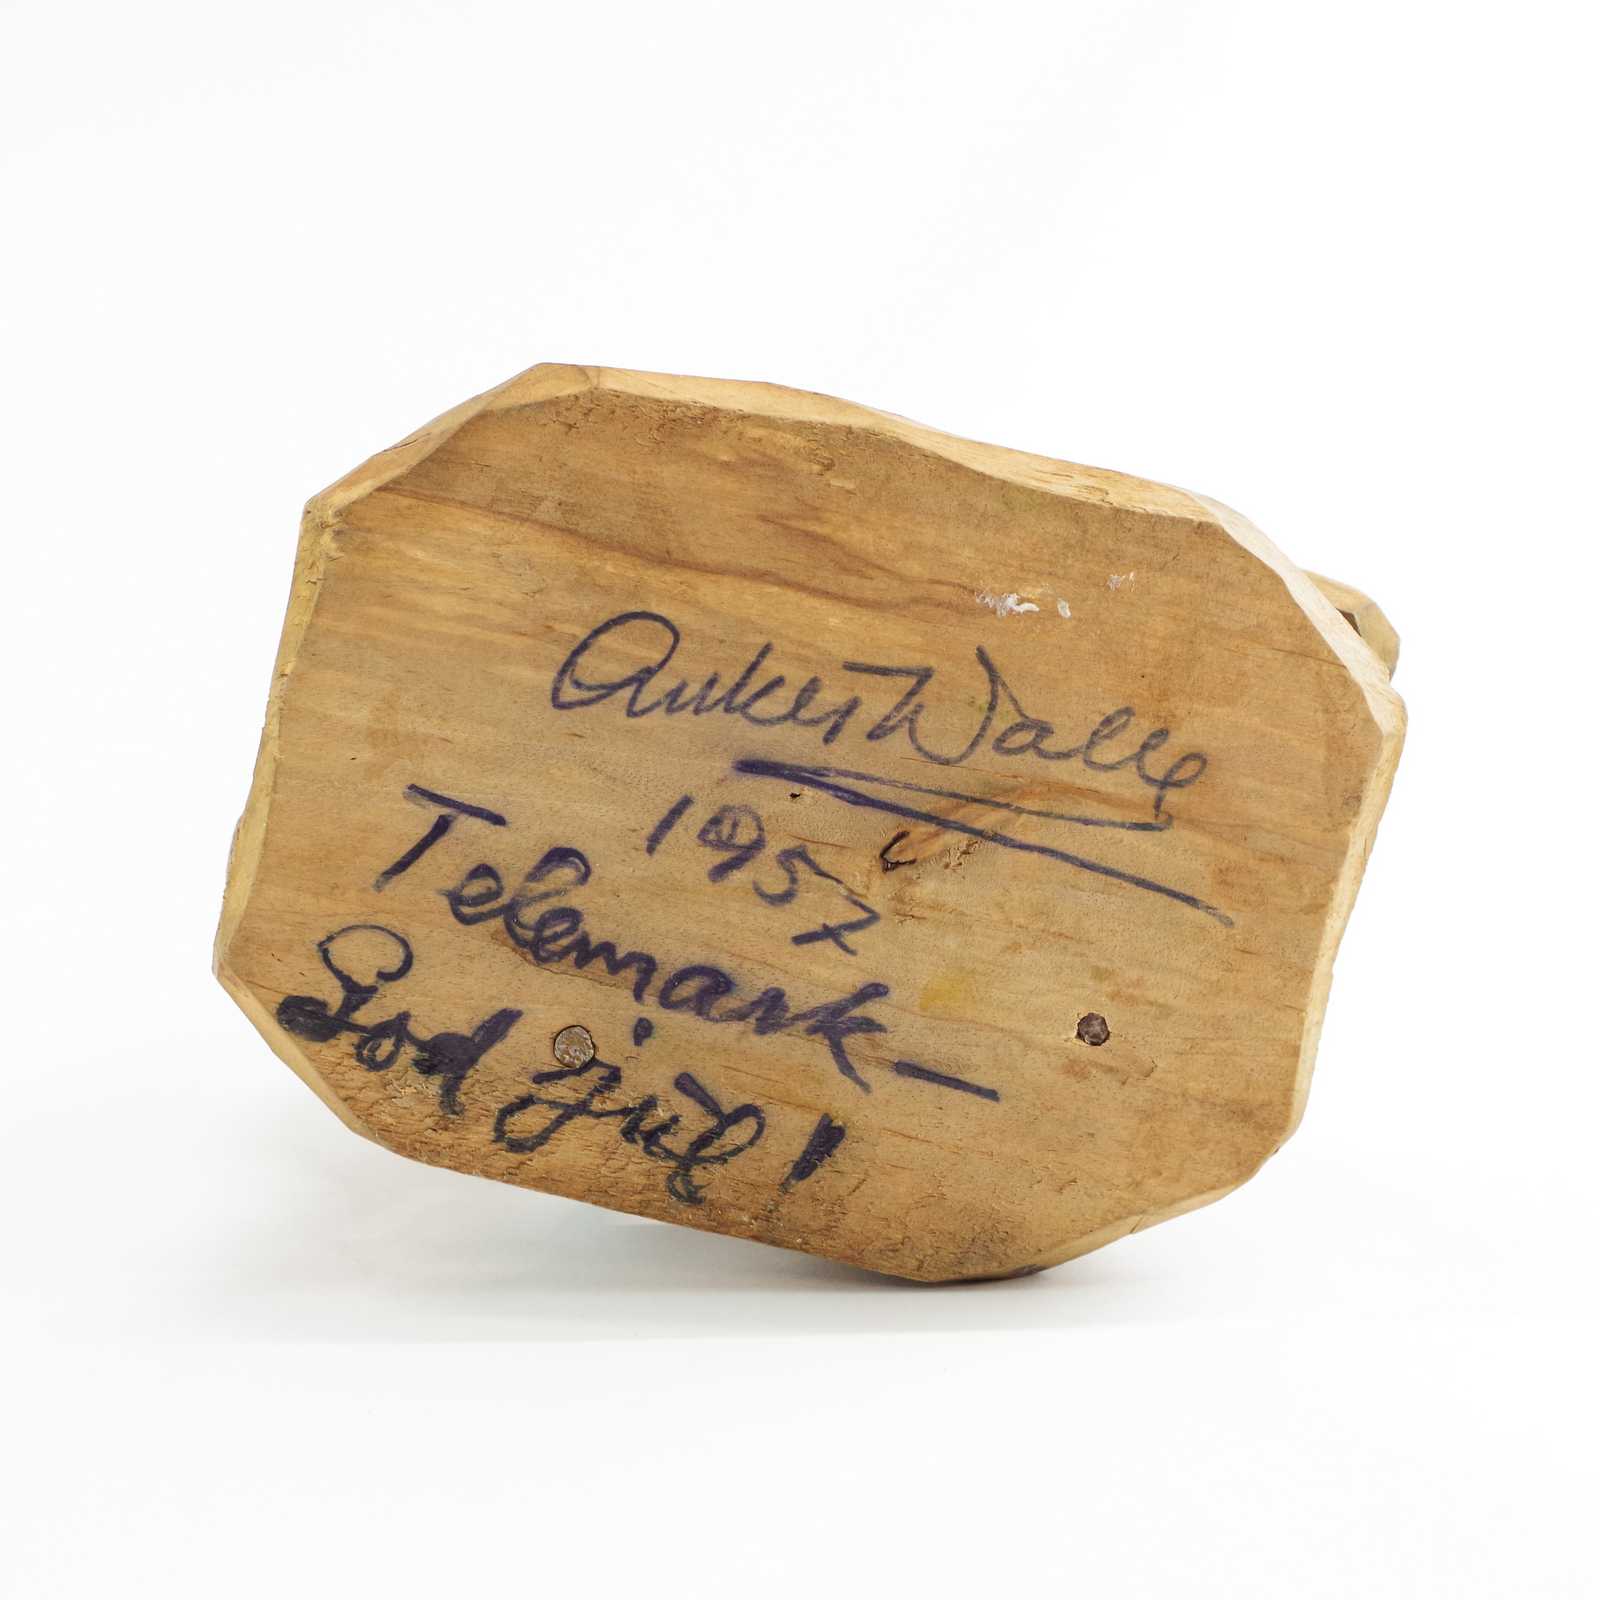 Anker Walle
1957
Telemark -
God jul!